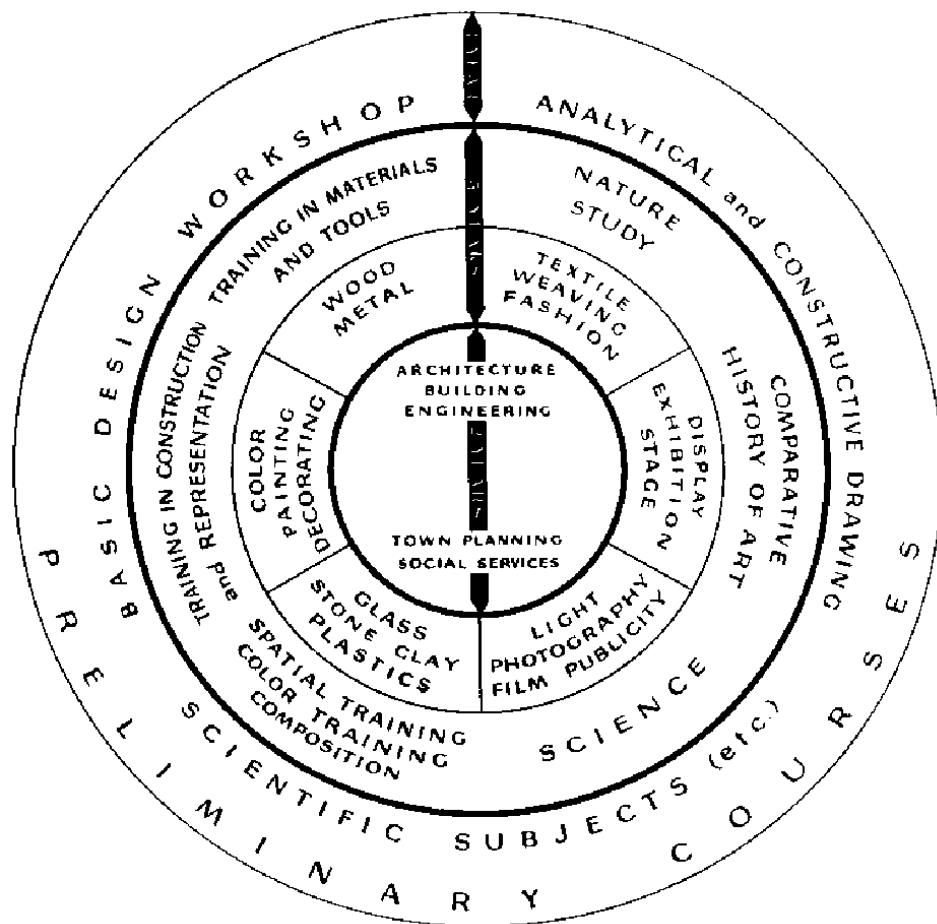 PRELIMINARY COURSES
BASIC DESIGN WORKSHOP
ANALYTICAL and CONSTRUCTIVE DRAWING
SCIENTIFIC SUBJECTS (etc.)
TRAINING IN MATERIALS
AND TOOLS
NATURE
STUDY
COMPARATIVE
HISTORY OF ART
SCIENCE
SPATIAL TRAINING
COLOR TRAINING
COMPOSITION
TRAINING IN CONSTRUCTION
and REPRESENTATION
WOOD
METAL
TEXTILE
WEAVING
FASHION
DISPLAY
EXHIBITION
STAGE
LIGHT
PHOTOGRAPHY
FILM PUBLICITY
GLASS
STONE CLAY
PLASTICS
COLOR
PAINTING
DECORATING
ARCHITECTURE
BUILDING
ENGINEERING
TOWN PLANNING
SOCIAL SERVICES